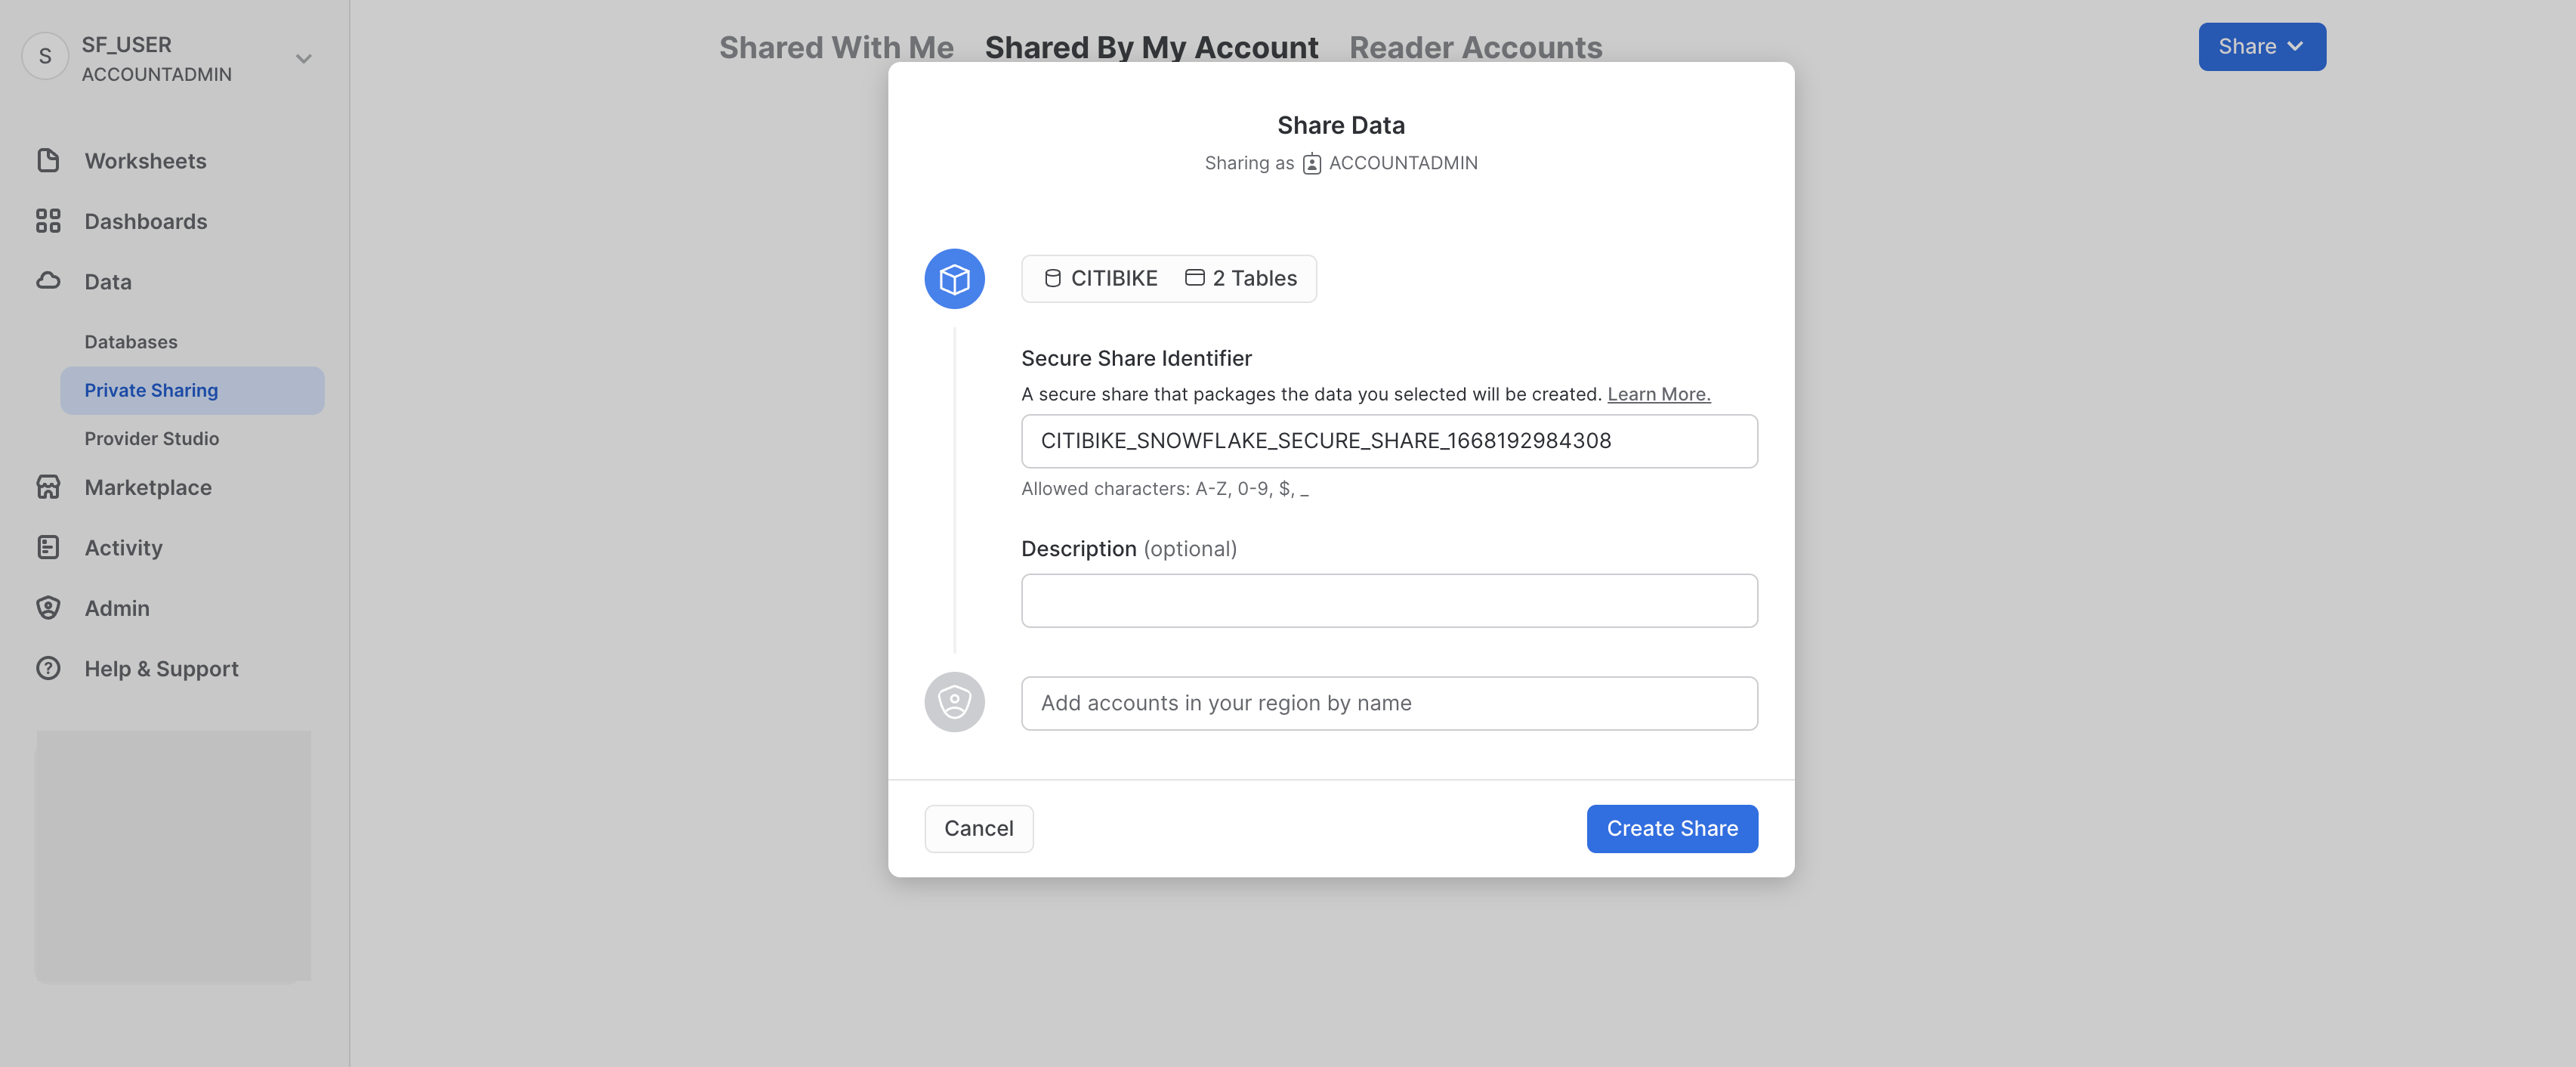 S
SF_USER
ACCOUNTADMIN
Worksheets
Dashboards
Data
Databases
Private Sharing
Provider Studio
Marketplace
Activity
Admin
Help & Support
Shared With Me Shared By My Account Reader Accounts
Share
Share Data
Sharing as ACCOUNTADMIN
CITIBIKE 2 Tables
Secure Share Identifier
A secure share that packages the data you selected will be created. Learn More.
CITIBIKE_SNOWFLAKE_SECURE_SHARE_1668192984308
Allowed characters: A-Z, 0-9, $, _
Description (optional)
Add accounts in your region by name
Cancel
Create Share